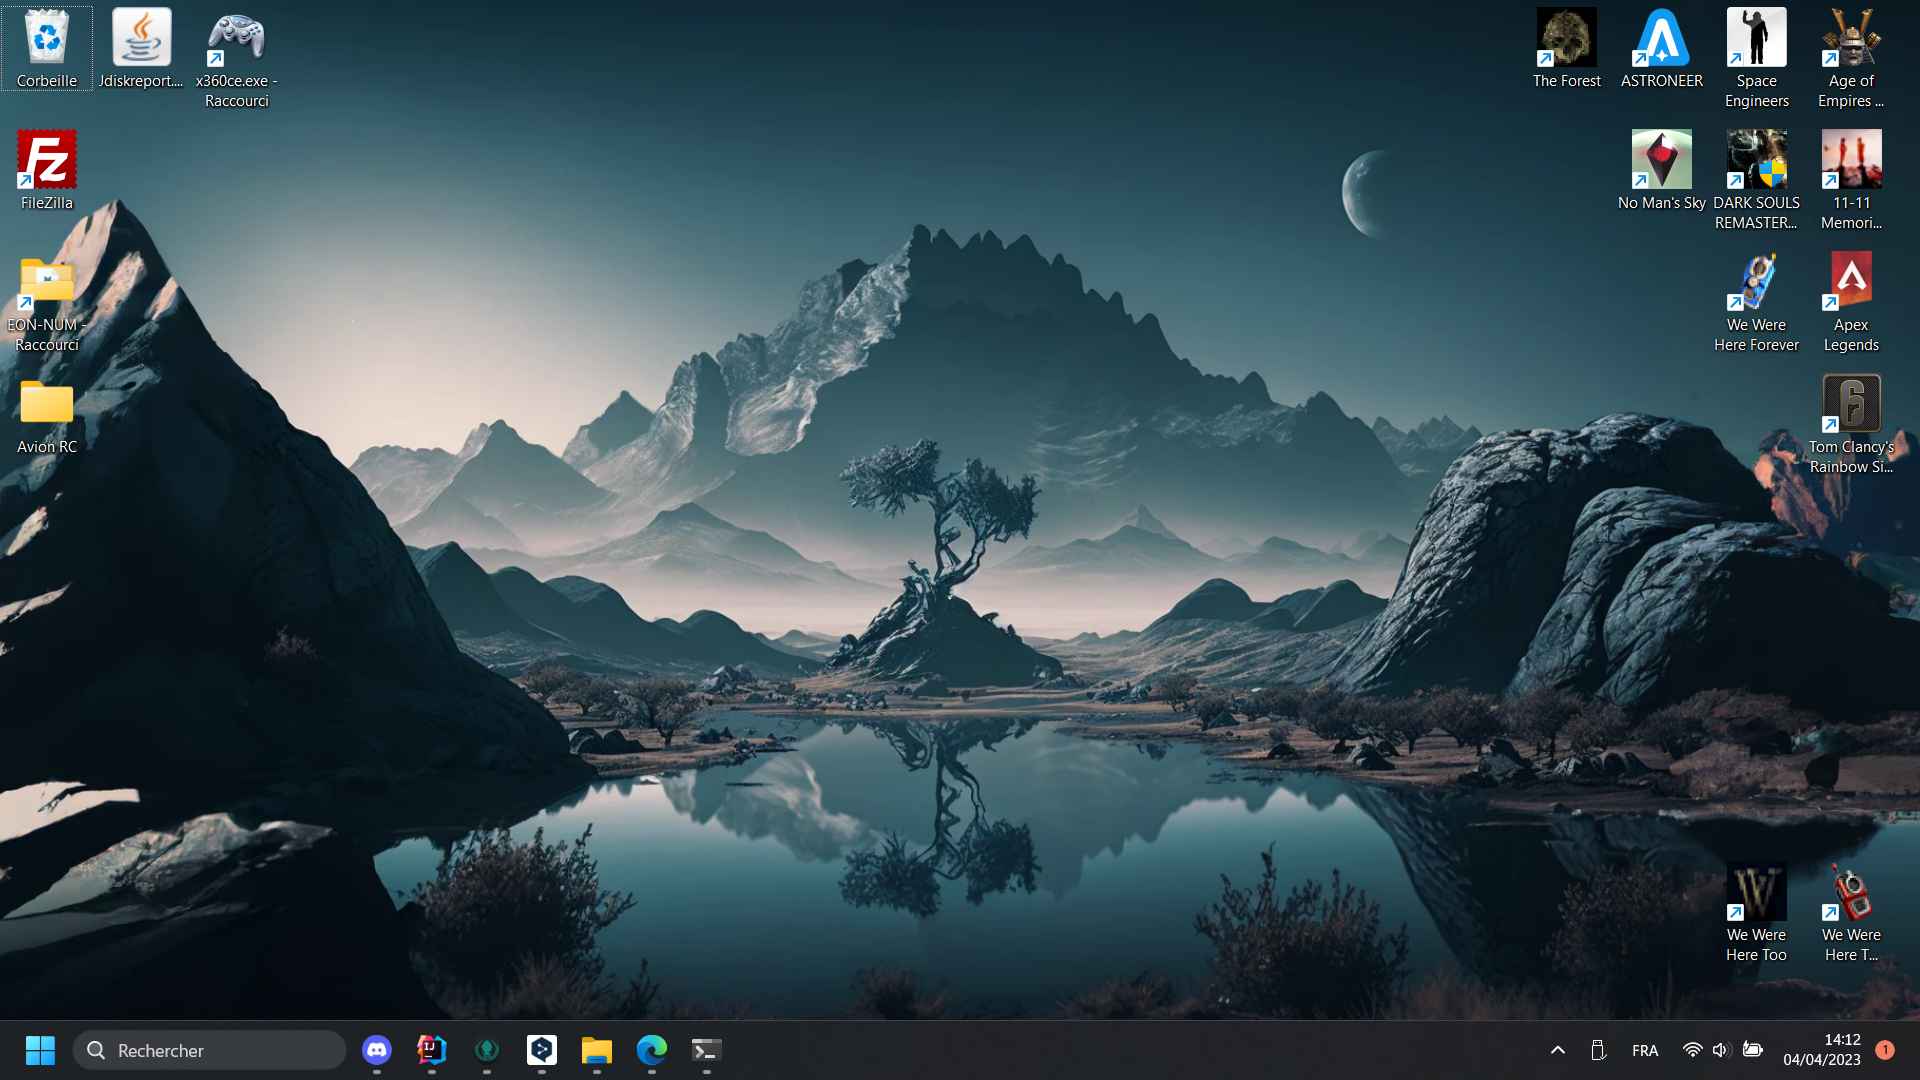 Corbeille
Jdiskreport....
x360ce.exe -
Raccourci
The Forest
ASTRONEER
Space
Engineers
Age of
Empires ...
FileZilla
No Man's Sky
DARK SOULS
REMASTER...
11-11
Memori...
EON-NUM -
Raccourci
We Were
Here Forever
Apex
Legends
Avion RC
Tom Clancy's
Rainbow Si...
We Were
Here Too
We Were
Here T...
Rechercher
FRA
14:12
04/04/2023
1